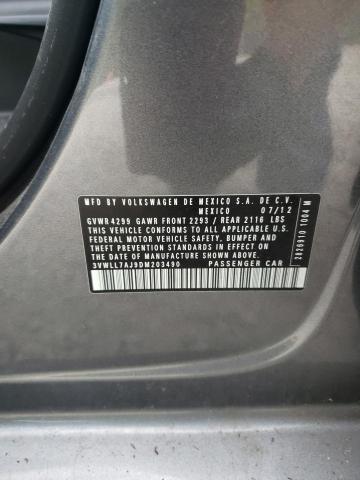 MFD BY VOLKSWAGEN DE MEXICO S.A. DE C.V.
MEXICO 07/12
GVWR 4299 GAWR FRONT 2293 / REAR 2116 LBS
THIS VEHICLE CONFORMS TO ALL APPLICABLE U.S.
FEDERAL MOTOR VEHICLE SAFETY, BUMPER AND
THEFT PREVENTION STANDARDS IN EFFECT ON
THE DATE OF MANUFACTURE SHOWN ABOVE.
3VWLL7AJ9DM203490 PASSENGER CAR
2826910 1004 M